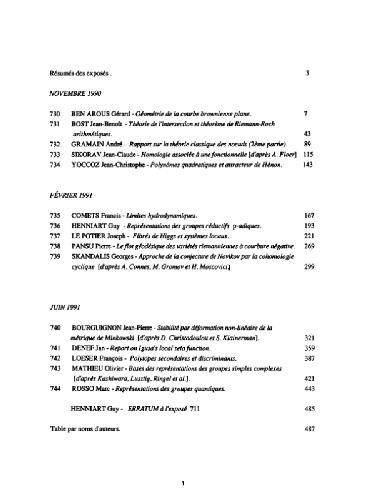 Résumés des exposés . 3
NOVEMBRE 1990
730 BEN AROUS Gérard - Géométrie de la courbe brownienne plane. 7
731 BOST Jean-Benoît - Théorie de l'intersection et théorème de Riemann-Roch
arithmétiques. 43
732 GRAMAIN André - Rapport sur la théorie classique des noeuds (2ème partie). 89
733 SIKORAV Jean-Claude - Homologie associée à une fonctionnelle [d'après A. Floer] 115
734 YOCCOZ Jean-Christophe - Polynômes quadratiques et attracteur de Hénon. 143
FÉVRIER 1991
735 COMETS Francis - Limites hydrodynamiques. 167
736 HENNIART Guy - Représentations des groupes réductifs p-adiques. 193
737 LE POTIER Joseph - Fibrés de Higgs et systèmes locaux. 221
738 PANSU Pierre - Le flot géodésique des variétés riemanniennes à courbure négative. 269
739 SKANDALIS Georges - Approche de la conjecture de Novikov par la cohomologie
cyclique [d'après A. Connes, M. Gromov et H. Moscovici] 299
JUIN 1991
740 BOURGUIGNON Jean-Pierre - Stabilité par déformation non-linéaire de la
métrique de Minkowski [d'après D. Christodoulou et S. Klainerman]. 321
741 DENEF Jan - Report on Igusa's local zeta function. 359
742 LOESER François - Polytopes secondaires et discriminants. 387
743 MATHIEU Olivier - Bases des représentations des groupes simples complexes
[d'après Kashiwara, Lusztig, Ringel et al.]. 421
744 ROSSO Marc - Représentations des groupes quantiques. 443
HENNIART Guy - ERRATUM à l'exposé 711 485
Table par noms d'auteurs. 487
1